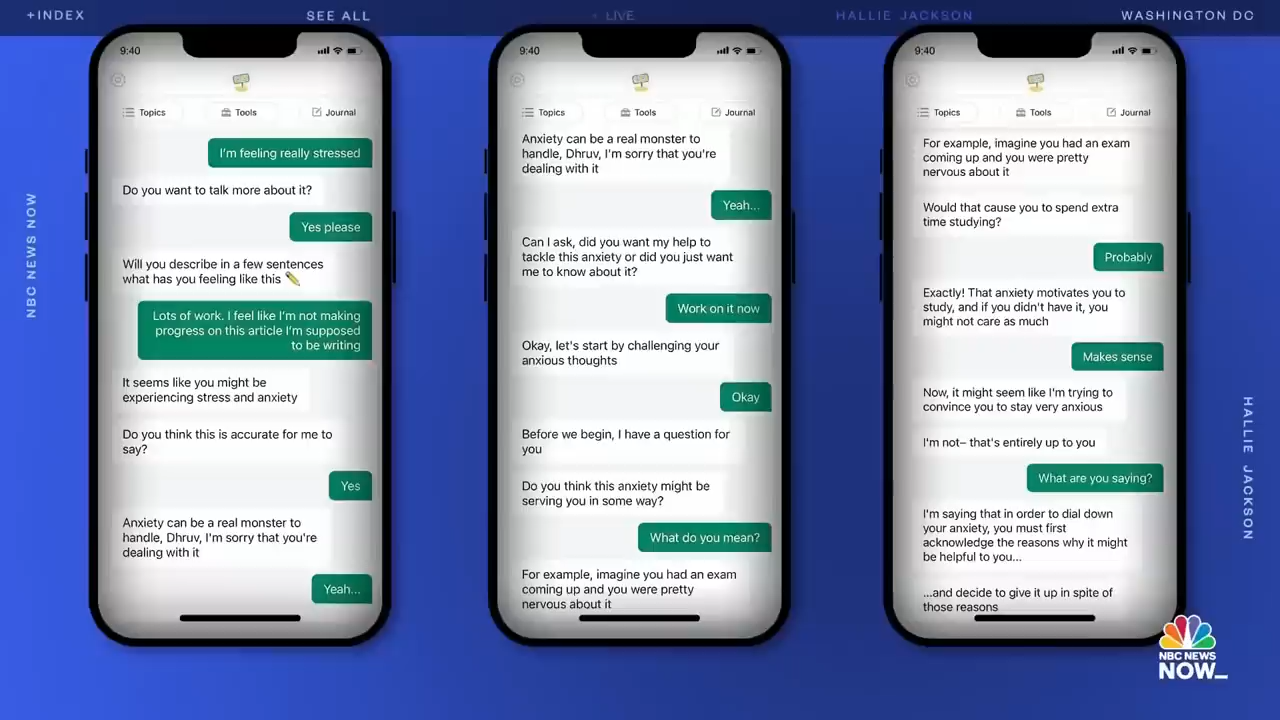 +INDEX
SEE ALL
LIVE
HALLIE JACKSON
WASHINGTON DC
NBC NEWS NOW
9:40
Topics
Tools
Journal
I'm feeling really stressed
Do you want to talk more about it?
Yes please
Will you describe in a few sentences
what has you feeling like this ✏️
Lots of work. I feel like I'm not making
progress on this article I'm supposed
to be writing
It seems like you might be
experiencing stress and anxiety
Do you think this is accurate for me to
say?
Yes
Anxiety can be a real monster to
handle, Dhruv, I'm sorry that you're
dealing with it
Yeah...
9:40
Topics
Tools
Journal
Anxiety can be a real monster to
handle, Dhruv, I'm sorry that you're
dealing with it
Yeah...
Can I ask, did you want my help to
tackle this anxiety or did you just want
me to know about it?
Work on it now
Okay, let's start by challenging your
anxious thoughts
Okay
Before we begin, I have a question for
you
Do you think this anxiety might be
serving you in some way?
What do you mean?
For example, imagine you had an exam
coming up and you were pretty
nervous about it
9:40
Topics
Tools
Journal
For example, imagine you had an exam
coming up and you were pretty
nervous about it
Would that cause you to spend extra
time studying?
Probably
Exactly! That anxiety motivates you to
study, and if you didn't have it, you
might not care as much
Makes sense
Now, it might seem like I'm trying to
convince you to stay very anxious
I'm not– that's entirely up to you
What are you saying?
I'm saying that in order to dial down
your anxiety, you must first
acknowledge the reasons why it might
be helpful to you...
...and decide to give it up in spite of
those reasons
HALLIE JACKSON
NBC NEWS
NOW_